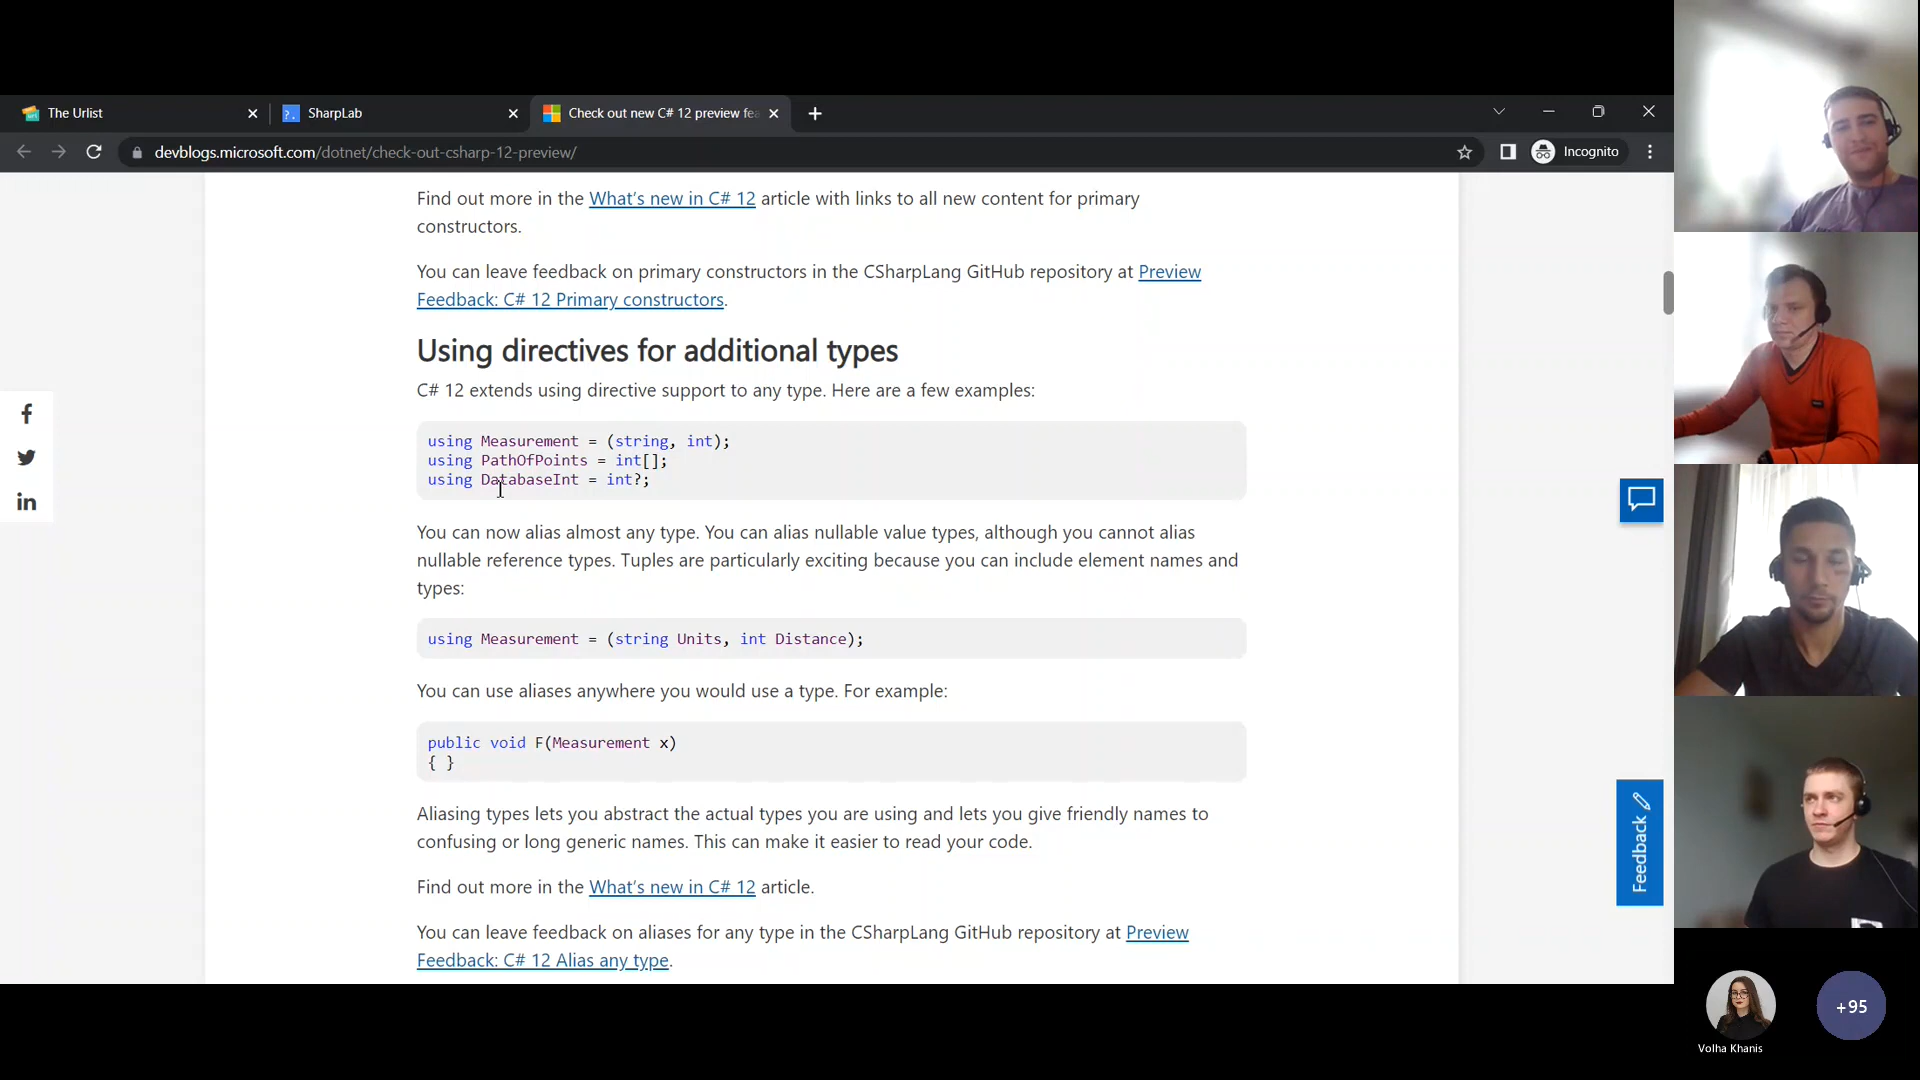 The Urlist
SharpLab
Check out new C# 12 preview fea
devblogs.microsoft.com/dotnet/check-out-csharp-12-preview/
Incognito
Find out more in the What's new in C# 12 article with links to all new content for primary
constructors.
You can leave feedback on primary constructors in the CSharpLang GitHub repository at Preview
Feedback: C# 12 Primary constructors.
Using directives for additional types
C# 12 extends using directive support to any type. Here are a few examples:
using Measurement = (string, int);
using PathOfPoints = int[];
using DatabaseInt = int?;
You can now alias almost any type. You can alias nullable value types, although you cannot alias
nullable reference types. Tuples are particularly exciting because you can include element names and
types:
using Measurement = (string Units, int Distance);
You can use aliases anywhere you would use a type. For example:
public void F(Measurement x)
{ }
Aliasing types lets you abstract the actual types you are using and lets you give friendly names to
confusing or long generic names. This can make it easier to read your code.
Find out more in the What's new in C# 12 article.
You can leave feedback on aliases for any type in the CSharpLang GitHub repository at Preview
Feedback: C# 12 Alias any type.
Feedback
+95
Volha Khanis